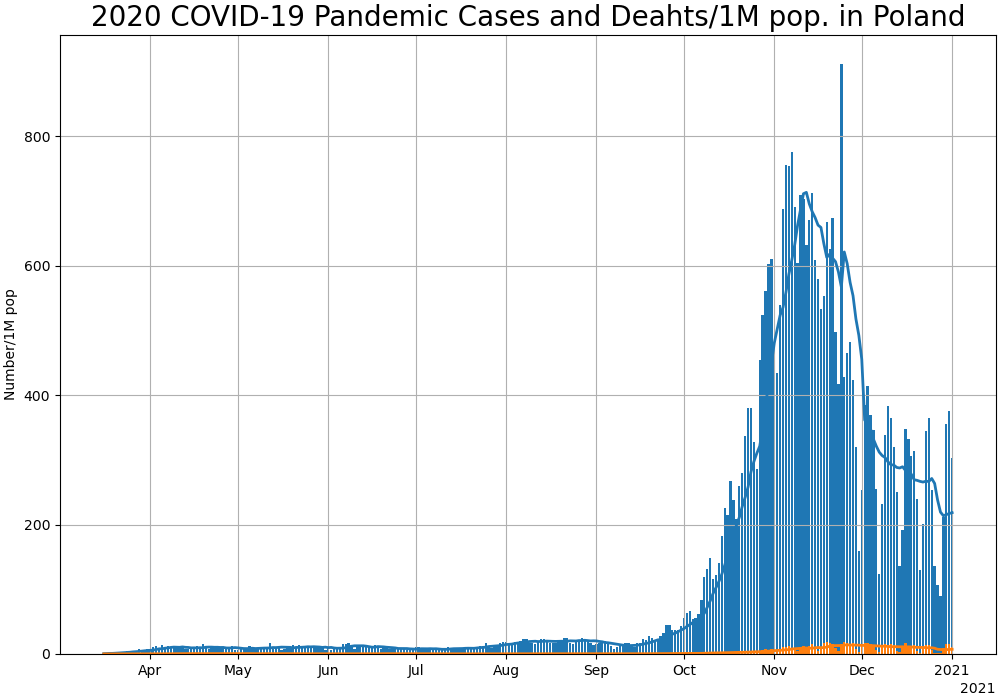 2020 COVID-19 Pandemic Cases and Deahts/1M pop. in Poland
Number/1M pop
800
600
400
200
0
Apr May Jun Jul Aug Sep Oct Nov Dec 2021
2021